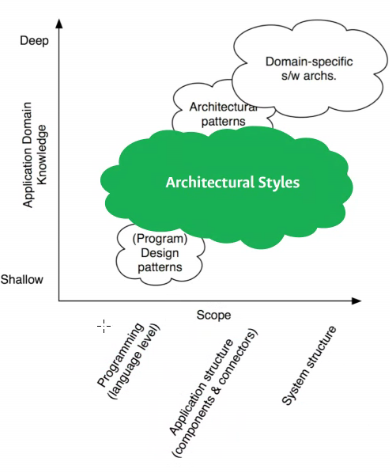 Deep
Domain-specific
s/w archs.
Architectural
patterns
Application Domain
Knowledge
Architectural Styles
(Program)
Design
patterns
Shallow
Scope
Programming
(language level)
Application structure
(components & connectors)
System structure